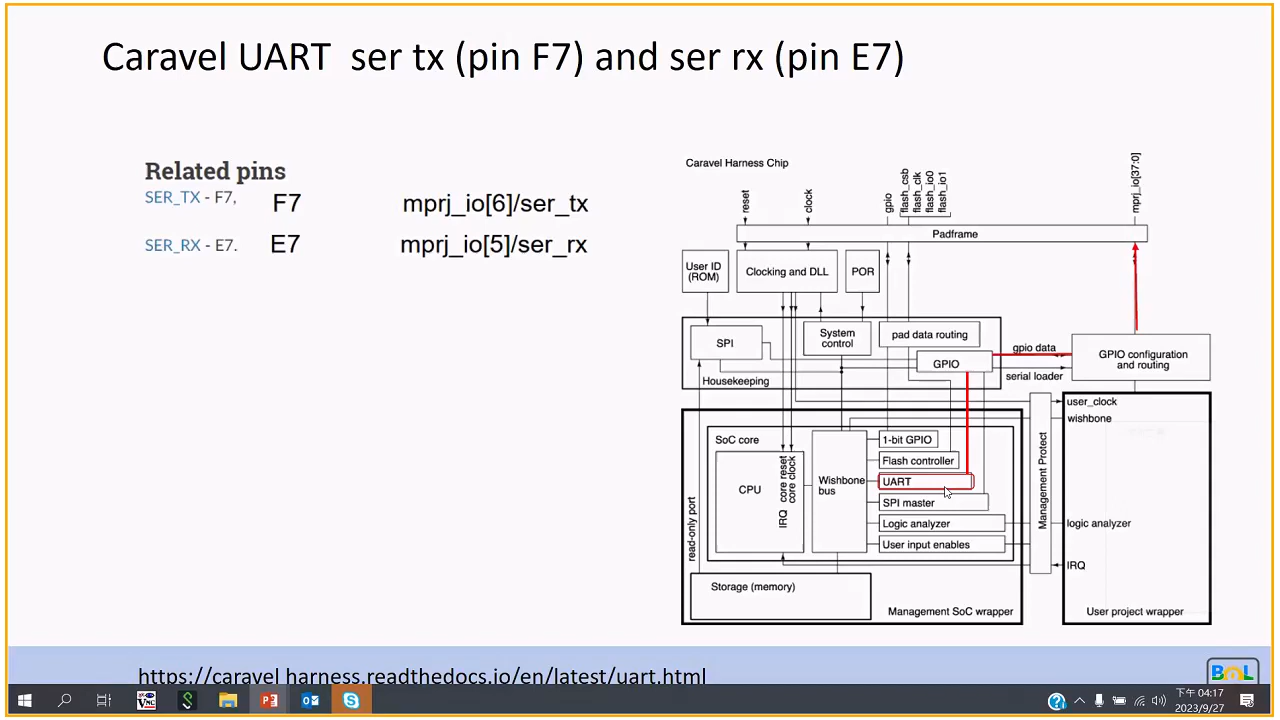 Caravel UART  ser tx (pin F7) and ser rx (pin E7)
Related pins
SER_TX - F7,
F7
mprj_io[6]/ser_tx
SER_RX - E7.
E7
mprj_io[5]/ser_rx
Caravel Harness Chip
reset
clock
gpio
flash_csb
flash_clk
flash_io0
flash_io1
mprj_io[37:0]
Padframe
User ID
(ROM)
Clocking and DLL
POR
SPI
System
control
pad data routing
GPIO
Housekeeping
gpio data
serial loader
GPIO configuration
and routing
user_clock
wishbone
SoC core
CPU
IRQ
core reset
core clock
Wishbone
bus
1-bit GPIO
Flash controller
UART
SPI master
Logic analyzer
User input enables
read-only port
Management Protect
logic analyzer
IRQ
Storage (memory)
Management SoC wrapper
User project wrapper
https://caravel harness.readthedocs.io/en/latest/uart.html
BOL
下午 04:17
2023/9/27